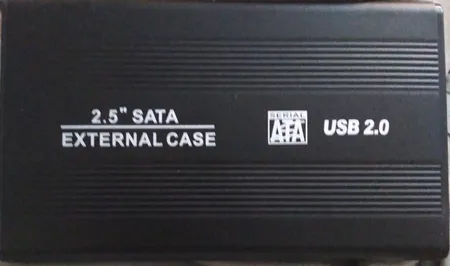 2.5" SATA
EXTERNAL CASE
SERIAL
ATA
USB 2.0